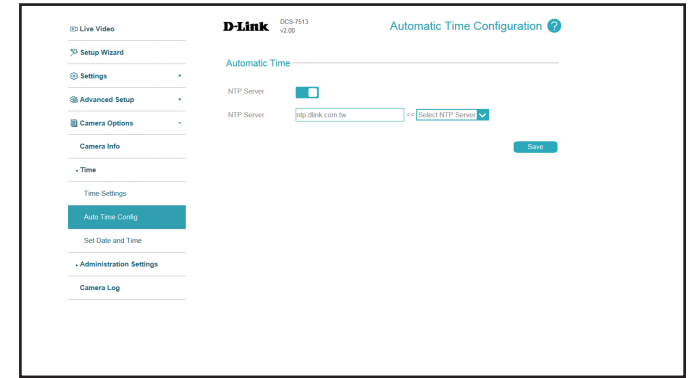 Live Video
Setup Wizard
Settings +
Advanced Setup +
Camera Options -
Camera Info
• Time
Time Settings
Auto Time Config
Set Date and Time
• Administration Settings
Camera Log
D-Link DCS-7513
v2.00
Automatic Time Configuration ?
Automatic Time
NTP Server
NTP Server ntp.dlink.com.tw << Select NTP Server
Save